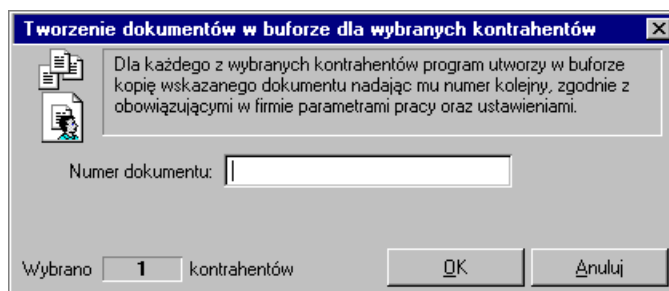 Tworzenie dokumentów w buforze dla wybranych kontrahentów
Dla każdego z wybranych kontrahentów program utworzy w buforze
kopię wskazanego dokumentu nadając mu numer kolejny, zgodnie z
obowiązującymi w firmie parametrami pracy oraz ustawieniami.
Numer dokumentu:
Wybrano 1 kontrahentów OK Anuluj